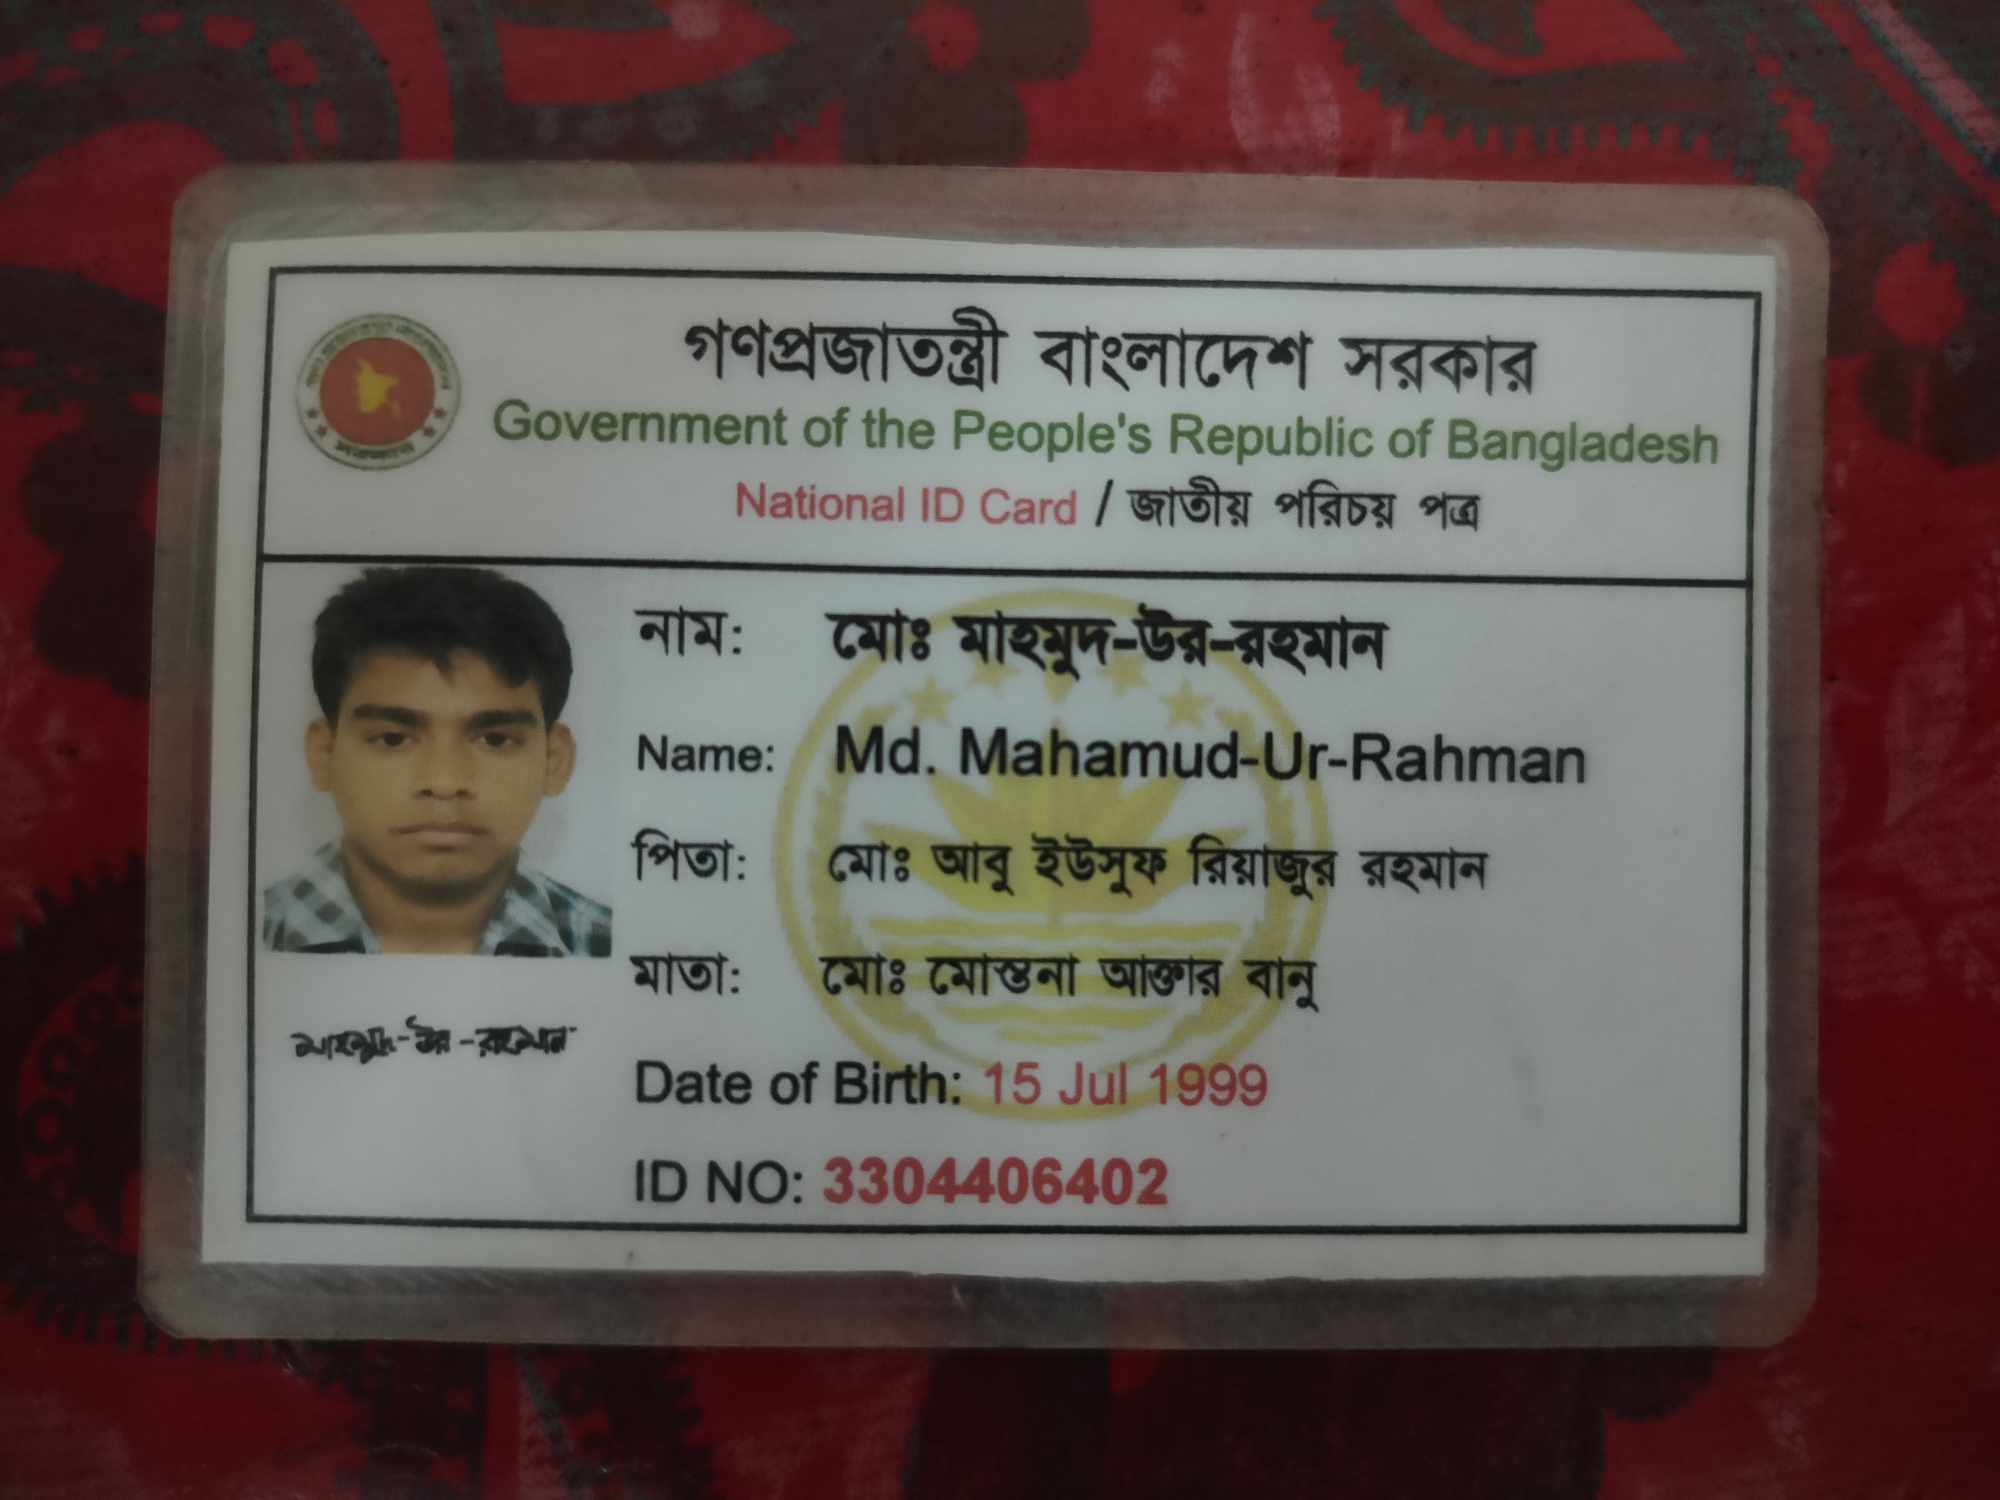 গণপ্রজাতন্ত্রী বাংলাদেশ সরকার
Government of the People's Republic of Bangladesh
National ID Card / জাতীয় পরিচয় পত্র
নাম: মোঃ মাহমুদ-উর-রহমান
Name: Md. Mahamud-Ur-Rahman
পিতা: মোঃ আবু ইউসুফ রিয়াজুর রহমান
মাতা: মোঃ মোস্তনা আক্তার বানু
মাহমুদ-উর-রহমান
Date of Birth: 15 Jul 1999
ID NO: 3304406402